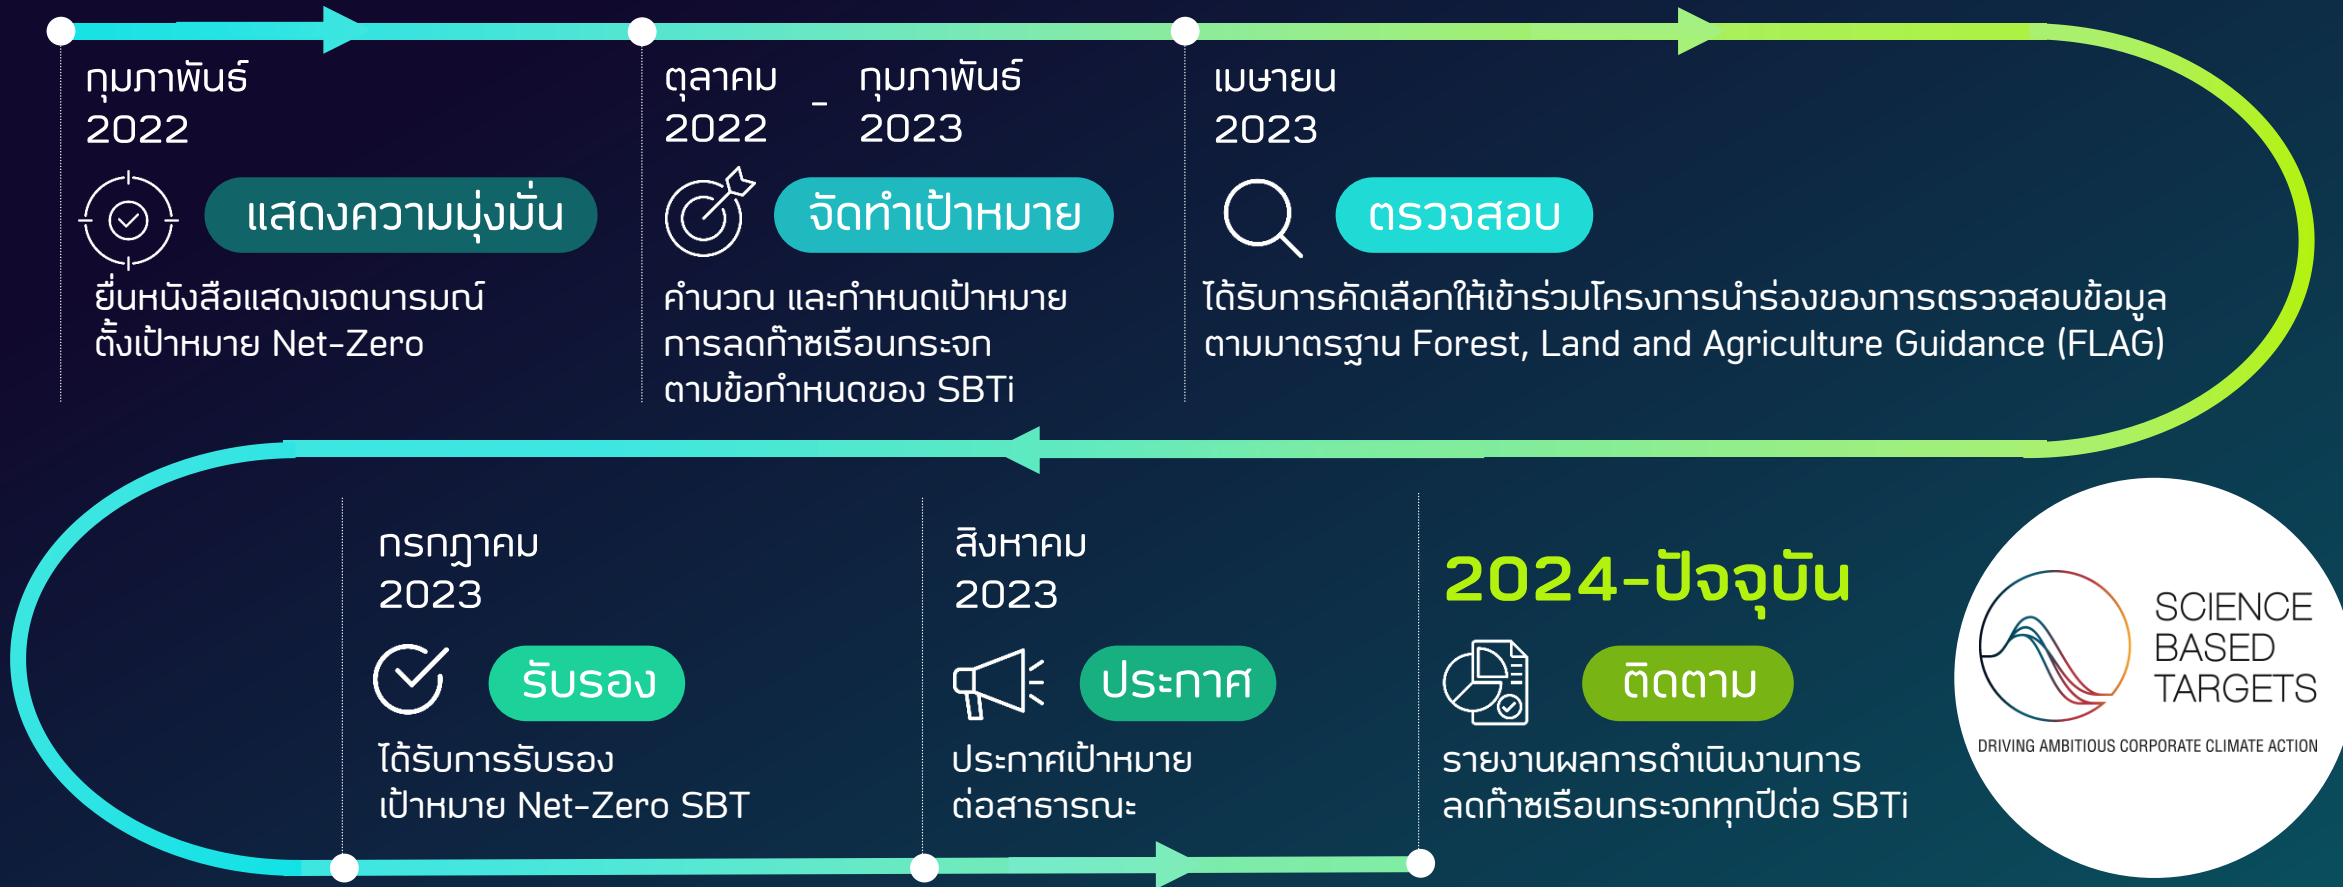 กุมภาพันธ์
2022
แสดงความมุ่งมั่น
ยื่นหนังสือแสดงเจตนารมณ์
ตั้งเป้าหมาย Net-Zero
ตุลาคม - กุมภาพันธ์
2022 2023
จัดทำเป้าหมาย
คำนวณ และกำหนดเป้าหมาย
การลดก๊าซเรือนกระจก
ตามข้อกำหนดของ SBTi
เมษายน
2023
ตรวจสอบ
ได้รับการคัดเลือกให้เข้าร่วมโครงการนำร่องของการตรวจสอบข้อมูล
ตามมาตรฐาน Forest, Land and Agriculture Guidance (FLAG)
กรกฎาคม
2023
รับรอง
ได้รับการรับรอง
เป้าหมาย Net-Zero SBT
สิงหาคม
2023
ประกาศ
ประกาศเป้าหมาย
ต่อสาธารณะ
2024-ปัจจุบัน
ติดตาม
รายงานผลการดำเนินงานการ
ลดก๊าซเรือนกระจกทุกปีต่อ SBTi
SCIENCE
BASED
TARGETS
DRIVING AMBITIOUS CORPORATE CLIMATE ACTION